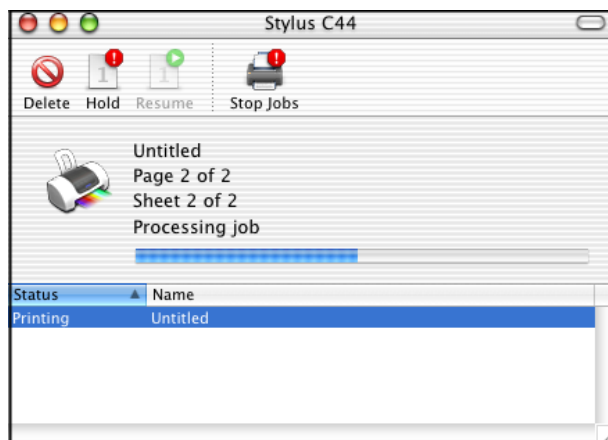 Stylus C44
Delete Hold Resume Stop Jobs
Untitled
Page 2 of 2
Sheet 2 of 2
Processing job
Status Name
Printing Untitled